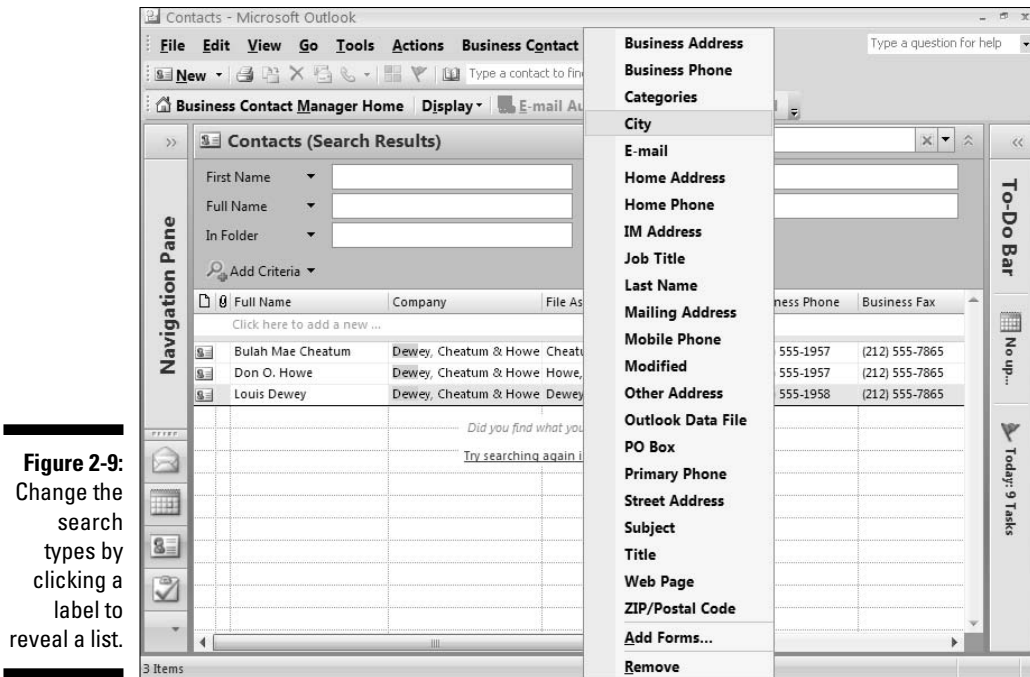 Contacts - Microsoft Outlook
File Edit View Go Tools Actions Business Contact
Type a question for help
New
Type a contact to fin
Business Contact Manager Home Display E-mail Au
Contacts (Search Results)
First Name
Full Name
In Folder
Add Criteria
Full Name Company File As ness Phone Business Fax
Click here to add a new ...
Bulah Mae Cheatum Dewey, Cheatum & Howe Cheatu 555-1957 (212) 555-7865
Don O. Howe Dewey, Cheatum & Howe Howe, 555-1957 (212) 555-7865
Louis Dewey Dewey, Cheatum & Howe Dewey 555-1958 (212) 555-7865
Did you find what you
Try searching again i
3 Items
Business Address
Business Phone
Categories
City
E-mail
Home Address
Home Phone
IM Address
Job Title
Last Name
Mailing Address
Mobile Phone
Modified
Other Address
Outlook Data File
PO Box
Primary Phone
Street Address
Subject
Title
Web Page
ZIP/Postal Code
Add Forms...
Remove
Navigation Pane
To-Do Bar
No up...
Today: 9 Tasks
Figure 2-9:
Change the
search
types by
clicking a
label to
reveal a list.